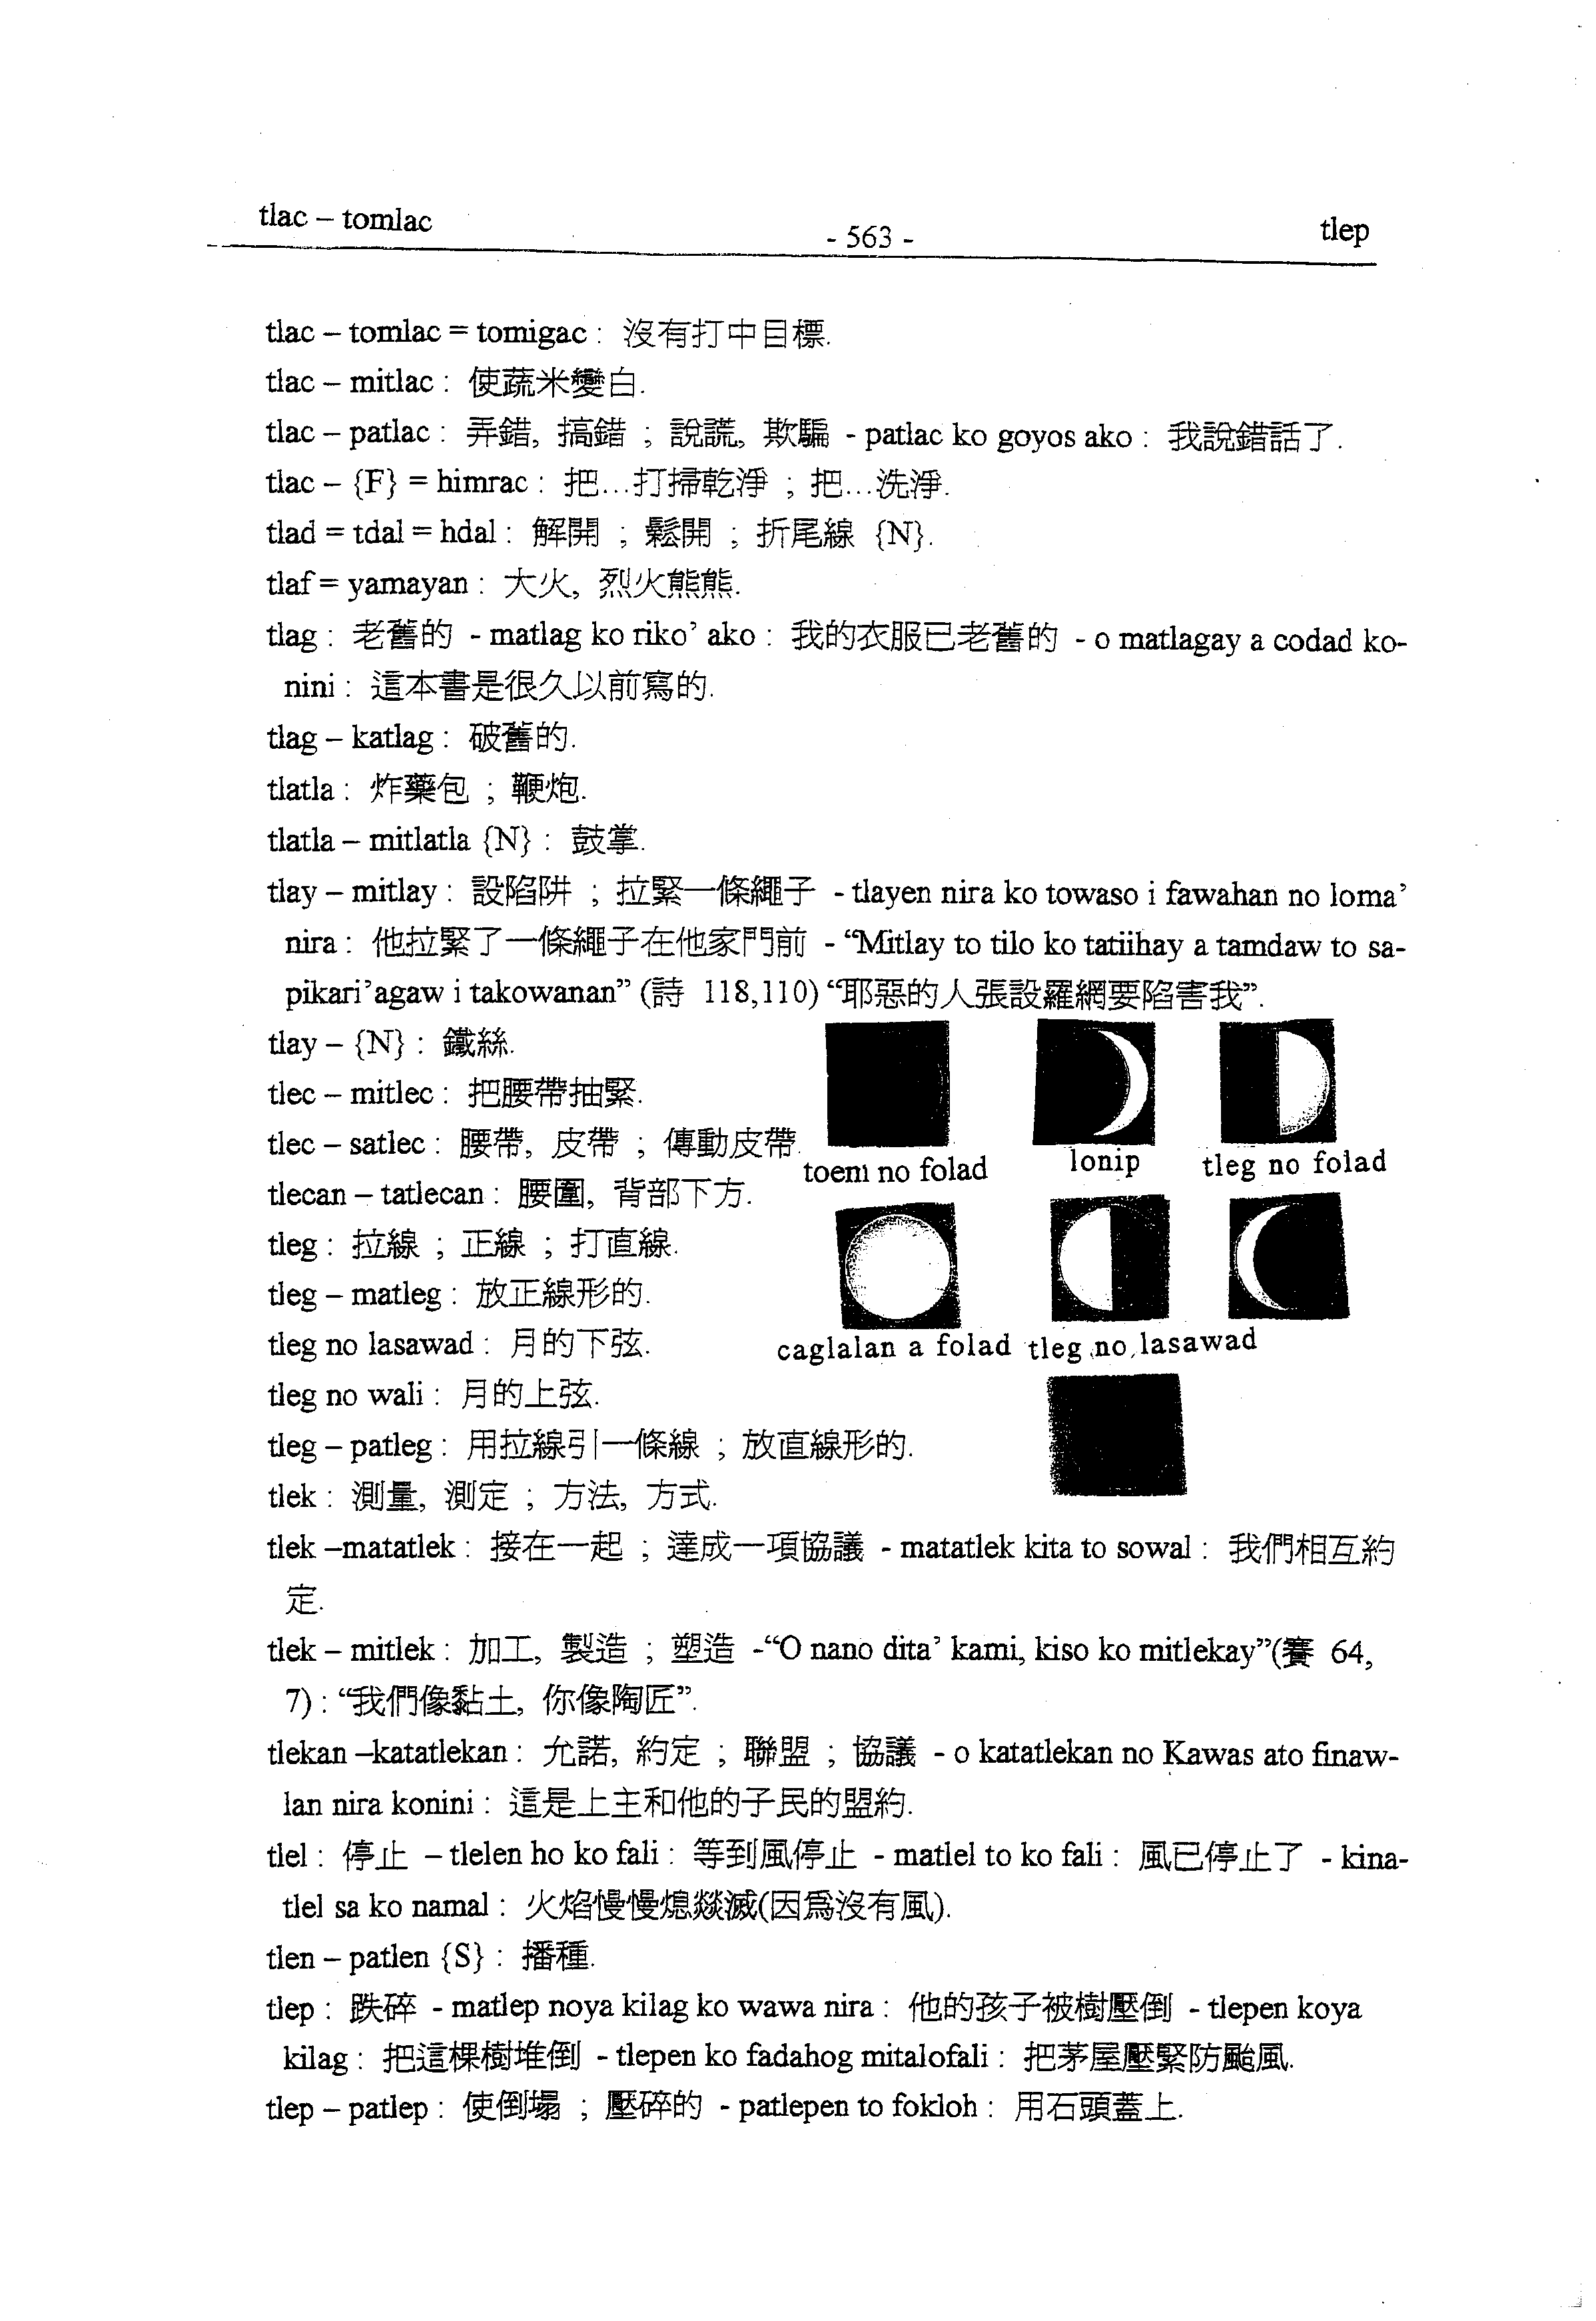 tlac – tomlac
- 563 -
tlep
tlac – tomlac = tomigac : 沒有打中目標.
tlac – mitlac : 使蔬米變白.
tlac – patlac : 弄錯, 搞錯 ; 說謊, 欺騙 - patlac ko goyos ako : 我說錯話了.
tlac – {F} = himrac : 把...打掃乾淨 ; 把...洗淨.
tlad = tdal = hdal : 解開 ; 鬆開 ; 折尾線 {N}.
tlaf = yamayan : 大火, 烈火熊熊.
tlag : 老舊的 - matlag ko riko’ ako : 我的衣服已老舊的 - o matlagay a codad ko-
nini : 這本書是很久以前寫的.
tlag – katlag : 破舊的.
tlatla : 炸藥包 ; 鞭炮.
tlatla – mitlatla {N} : 鼓掌.
tlay – mitlay : 設陷阱 ; 拉緊一條繩子 - tlayen nira ko towaso i fawahan no loma’
nira : 他拉緊了一條繩子在他家門前 - “Mitlay to tilo ko tatiihay a tamdaw to sa-
pikari’agaw i takowanan” (詩 118,110) “耶惡的人張設羅網要陷害我”.
tlay – {N} : 鐵絲.
tlec – mitlec : 把腰帶抽緊.
tlec – satlec : 腰帶, 皮帶 ; 傳動皮帶.
tlecan – tatlecan : 腰圍, 背部下方.
tleg : 拉線 ; 正線 ; 打直線.
tleg – matleg : 放正線形的.
tleg no lasawad : 月的下弦.
tleg no wali : 月的上弦.
tleg – patleg : 用拉線引一條線 ; 放直線形的.
toem no folad
lonip
tleg no folad
caglalan a folad
tleg no lasawad
tlek : 測量, 測定 ; 方法, 方式.
tlek –matatlek : 接在一起 ; 達成一項協議 - matatlek kita to sowal : 我們相互約
定.
tlek – mitlek : 加工, 製造 ; 塑造 -“O nano dita’ kami, kiso ko mitlekay”(賽 64,
7) : “我們像黏土, 你像陶匠”.
tlekan –katatlekan : 允諾, 約定 ; 聯盟 ; 協議 - o katatlekan no Kawas ato finaw-
lan nira konini : 這是上主和他的子民的盟約.
tlel : 停止 – tlelen ho ko fali : 等到風停止 - matlel to ko fali : 風已停止了 - kina-
tlel sa ko namal : 火焰慢慢熄燚滅(因爲沒有風).
tlen – patlen {S} : 播種.
tlep : 跌碎 - matlep noya kilag ko wawa nira : 他的孩子被樹壓倒 - tlepen koya
kilag : 把這棵樹堆倒 - tlepen ko fadahog mitalofali : 把茅屋壓緊防颱風.
tlep – patlep : 使倒塌 ; 壓碎的 - patlepen to fokloh : 用石頭蓋上.